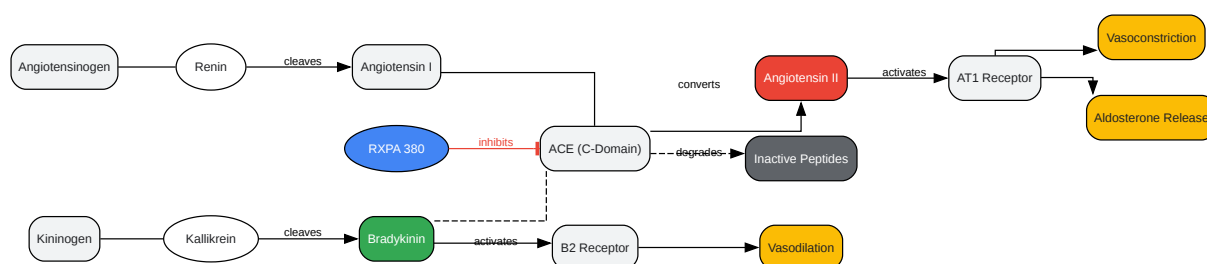 Vasoconstriction
Angiotensinogen
Renin
cleaves
Angiotensin I
converts
Angiotensin II
activates
AT1 Receptor
Aldosterone Release
RXPA 380
inhibits
ACE (C-Domain)
degrades
Inactive Peptides
Kininogen
Kallikrein
cleaves
Bradykinin
activates
B2 Receptor
Vasodilation